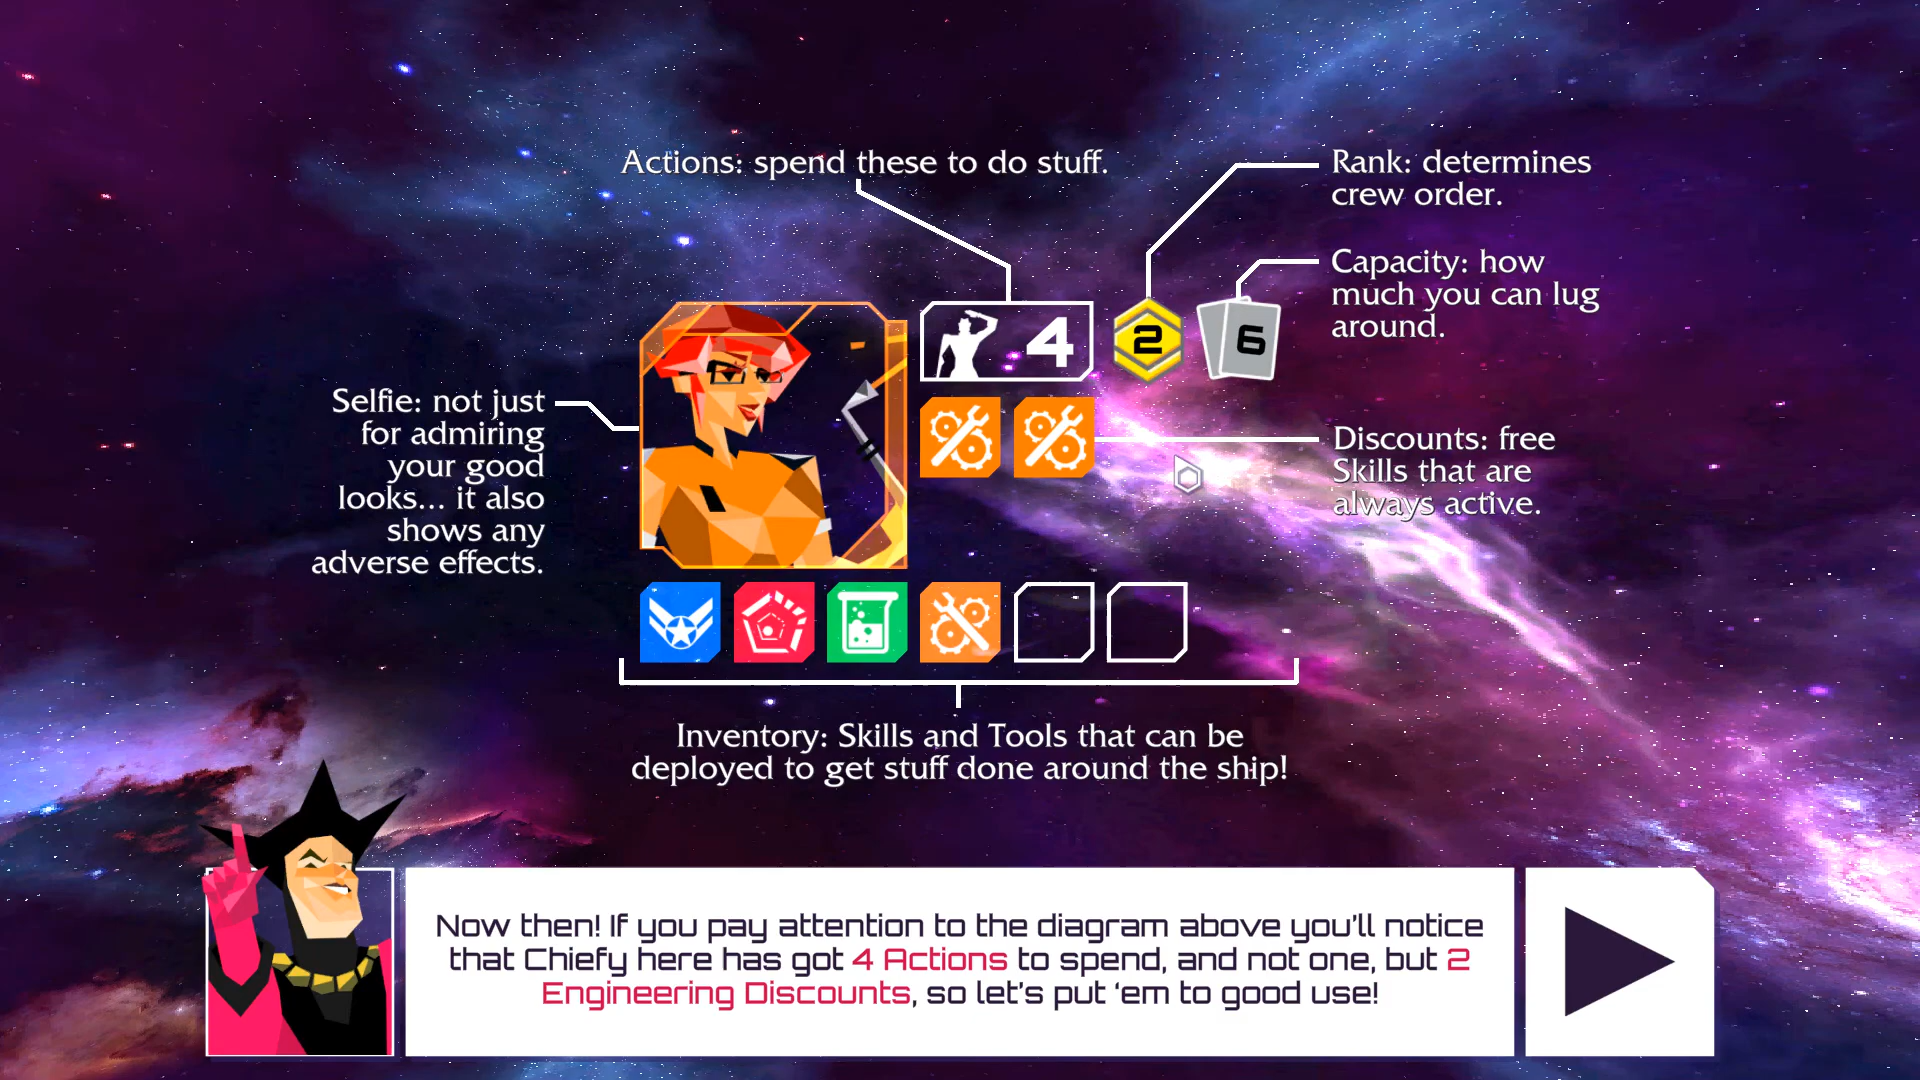 Actions: spend these to do stuff.
Rank: determines
crew order.
Capacity: how
much you can lug
around.
4
2
6
Selfie: not just
for admiring
your good
looks... it also
shows any
adverse effects.
Discounts: free
Skills that are
always active.
Inventory: Skills and Tools that can be
deployed to get stuff done around the ship!
Now then! If you pay attention to the diagram above you'll notice
that Chiefy here has got 4 Actions to spend, and not one, but 2
Engineering Discounts, so let's put ‘em to good use!